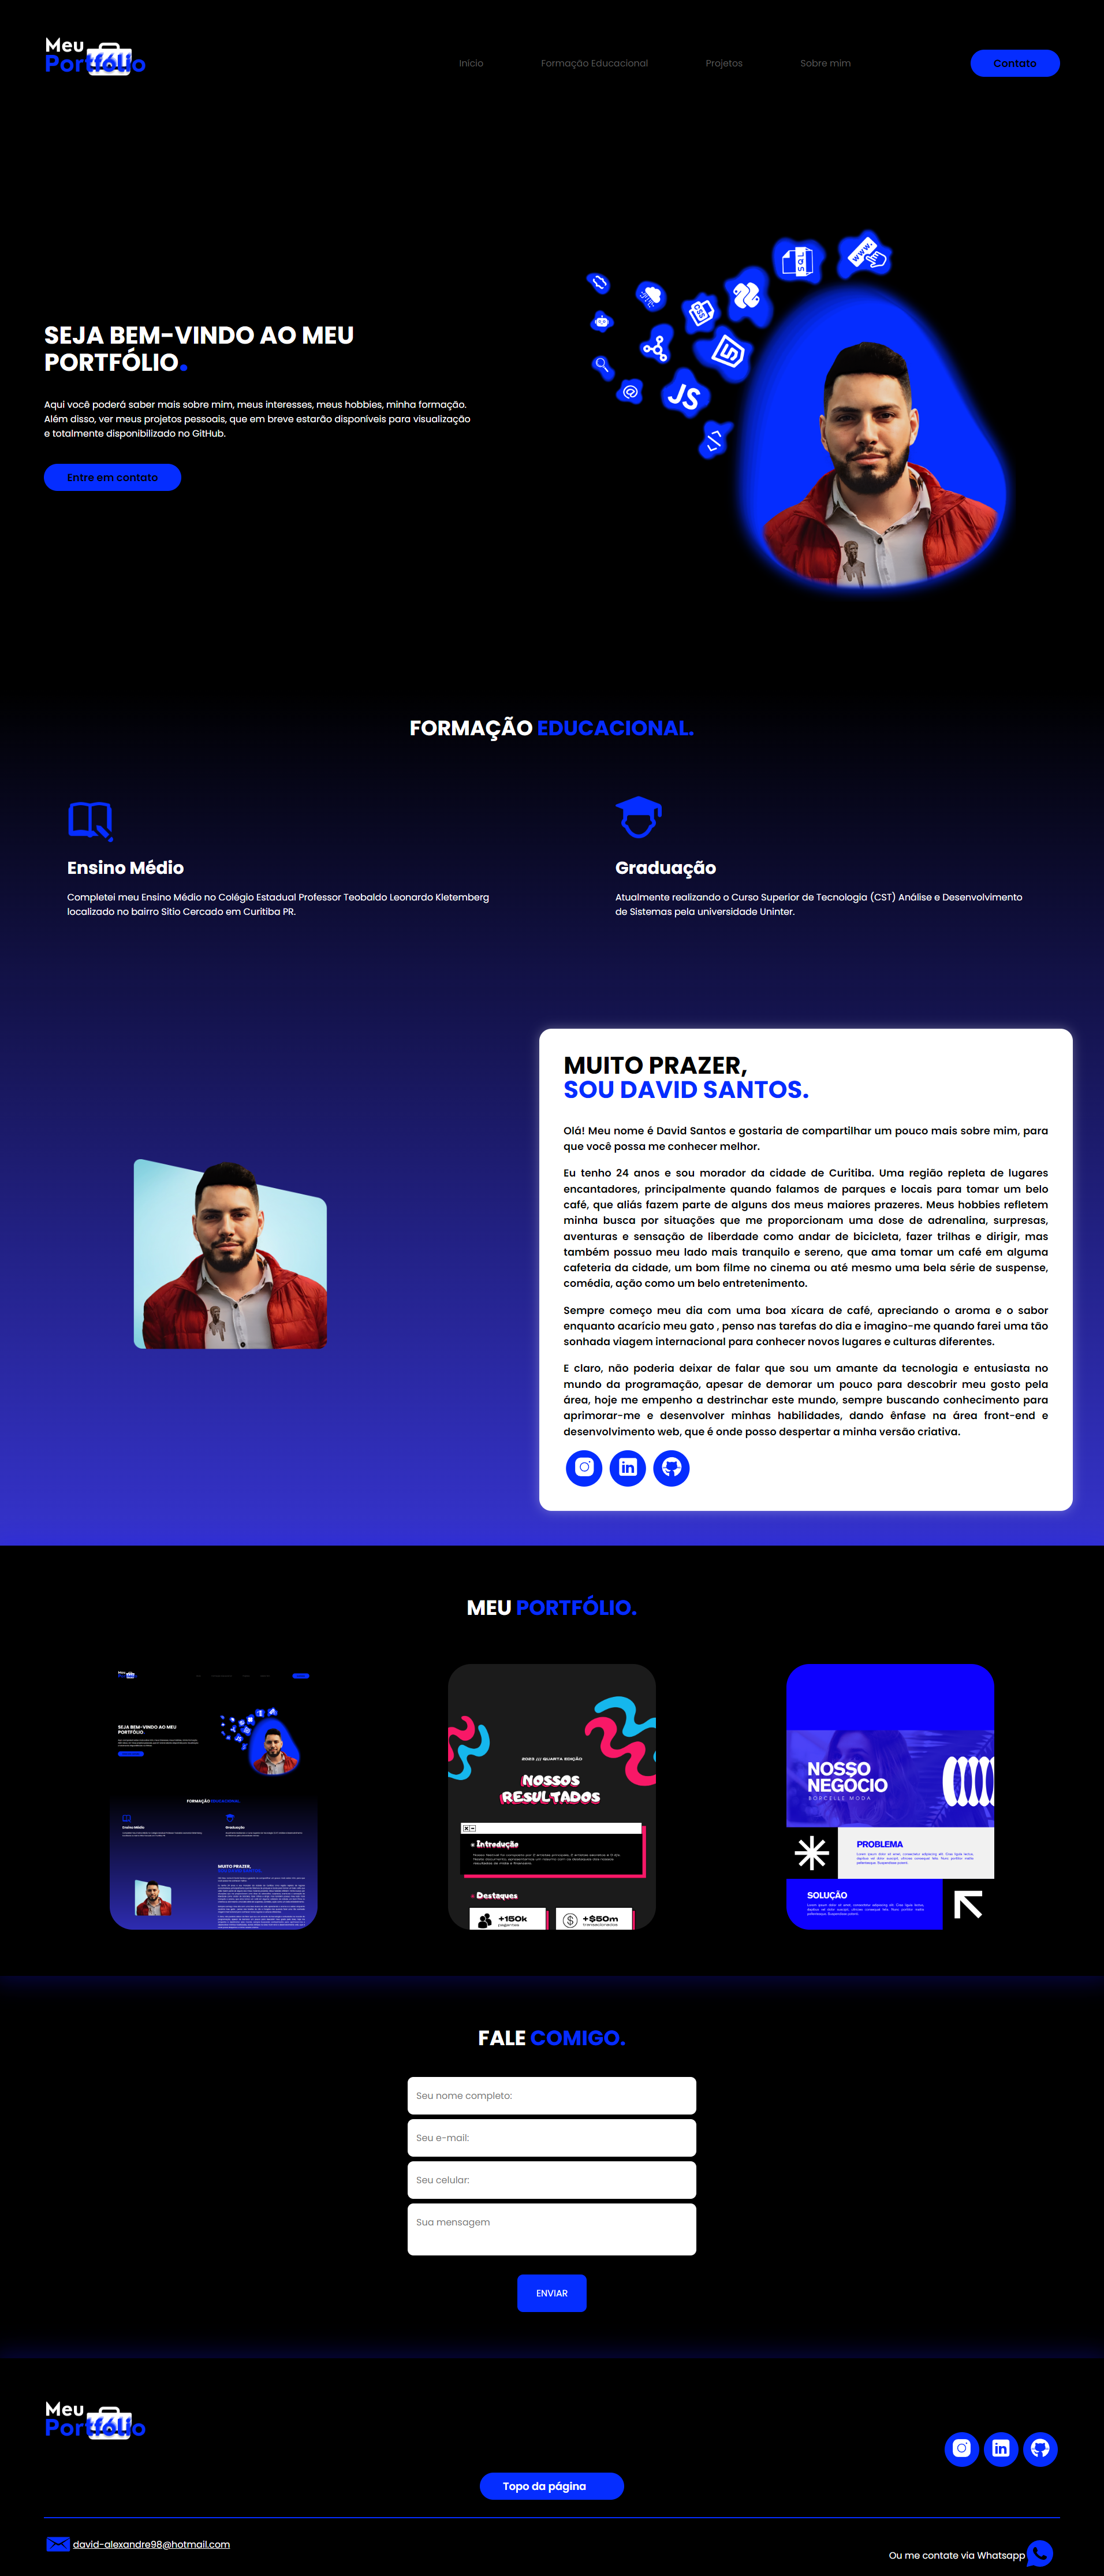 Meu
Portfólio
Início
Formação Educacional
Projetos
Sobre mim
Contato
SQL
WWW.
JS
SEJA BEM-VINDO AO MEU
PORTFÓLIO.
Aqui você poderá saber mais sobre mim, meus interesses, meus hobbies, minha formação.
Além disso, ver meus projetos pessoais, que em breve estarão disponíveis para visualização
e totalmente disponibilizado no GitHub.
Entre em contato
FORMAÇÃO EDUCACIONAL.
Ensino Médio
Completei meu Ensino Médio no Colégio Estadual Professor Teobaldo Leonardo Kletemberg
localizado no bairro Sitio Cercado em Curitiba PR.
Graduação
Atualmente realizando o Curso Superior de Tecnologia (CST) Análise e Desenvolvimento
de Sistemas pela universidade Uninter.
MUITO PRAZER,
SOU DAVID SANTOS.
Olá! Meu nome é David Santos e gostaria de compartilhar um pouco mais sobre mim, para
que você possa me conhecer melhor.
Eu tenho 24 anos e sou morador da cidade de Curitiba. Uma região repleta de lugares
encantadores, principalmente quando falamos de parques e locais para tomar um belo
café, que aliás fazem parte de alguns dos meus maiores prazeres. Meus hobbies refletem
minha busca por situações que me proporcionam uma dose de adrenalina, surpresas,
aventuras e sensação de liberdade como andar de bicicleta, fazer trilhas e dirigir, mas
também possuo meu lado mais tranquilo e sereno, que ama tomar um café em alguma
cafeteria da cidade, um bom filme no cinema ou até mesmo uma bela série de suspense,
comédia, ação como um belo entretenimento.
Sempre começo meu dia com uma boa xícara de café, apreciando o aroma e o sabor
enquanto acarício meu gato , penso nas tarefas do dia e imagino-me quando farei uma tão
sonhada viagem internacional para conhecer novos lugares e culturas diferentes.
E claro, não poderia deixar de falar que sou um amante da tecnologia e entusiasta no
mundo da programação, apesar de demorar um pouco para descobrir meu gosto pela
área, hoje me empenho a destrinchar este mundo, sempre buscando conhecimento para
aprimorar-me e desenvolver minhas habilidades, dando ênfase na área front-end e
desenvolvimento web, que é onde posso despertar a minha versão criativa.
MEU PORTFÓLIO.
SEJA BEM-VINDO AO MEU
PORTFÓLIO
FORMAÇÃO EDUCACIONAL
Ensino Médio
Graduação
MUITO PRAZER,
2023 /// QUARTA EDIÇÃO
NOSSOS
RESULTADOS
Introdução
Destaques
+150k
+$50m
NOSSO
NEGÓCIO
BORCELLE MODA
PROBLEMA
SOLUÇÃO
FALE COMIGO.
Seu nome completo:
Seu e-mail:
Seu celular:
Sua mensagem
ENVIAR
Meu
Portfólio
Topo da página
david-alexandre98@hotmail.com
Ou me contate via Whatsapp